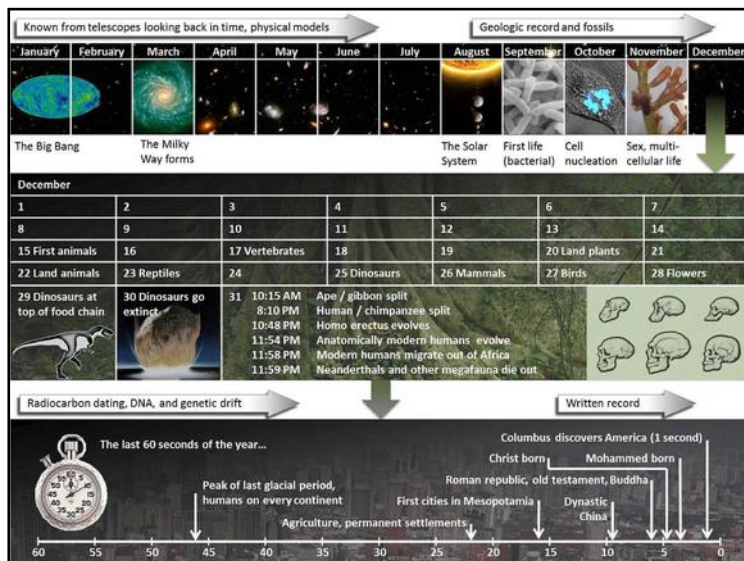 Known from telescopes looking back in time, physical models
Geologic record and fossils
January February March April May June July August September October November December
The Big Bang
The Milky
Way forms
The Solar
System
First life
(bacterial)
Cell
nucleation
Sex, multi-
cellular life
December
1 2 3 4 5 6 7
8 9 10 11 12 13 14
15 First animals 16 17 Vertebrates 18 19 20 Land plants 21
22 Land animals 23 Reptiles 24 25 Dinosaurs 26 Mammals 27 Birds 28 Flowers
29 Dinosaurs at
top of food chain
30 Dinosaurs go
extinct
31 10:15 AM Ape / gibbon split
8:10 PM Human / chimpanzee split
10:48 PM Homo erectus evolves
11:54 PM Anatomically modern humans evolve
11:58 PM Modern humans migrate out of Africa
11:59 PM Neanderthals and other megafauna die out
Radiocarbon dating, DNA, and genetic drift
Written record
The last 60 seconds of the year...
Columbus discovers America (1 second)
Christ born
Mohammed born
Peak of last glacial period,
humans on every continent
Roman republic, old testament, Buddha
First cities in Mesopotamia
Dynastic
China
Agriculture, permanent settlements
60 55 50 45 40 35 30 25 20 15 10 5 0